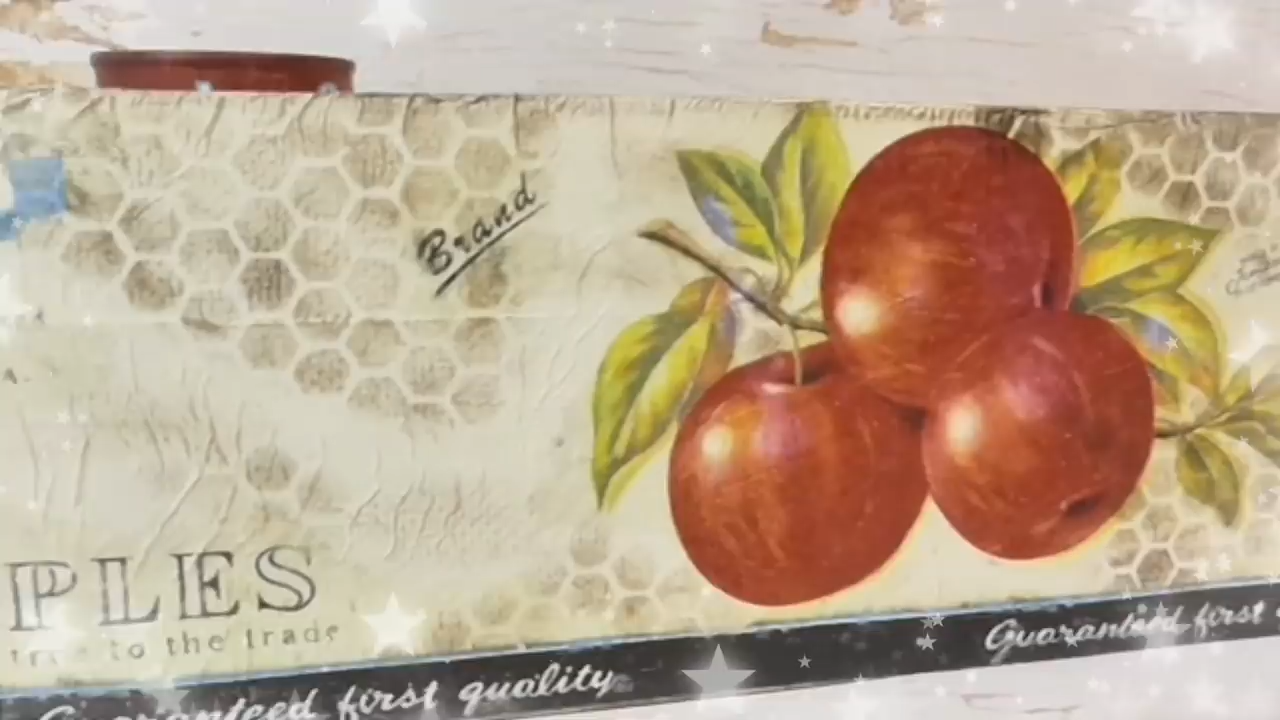 Brand
PLES
to the trade
Guaranteed first quality
Guaranteed first